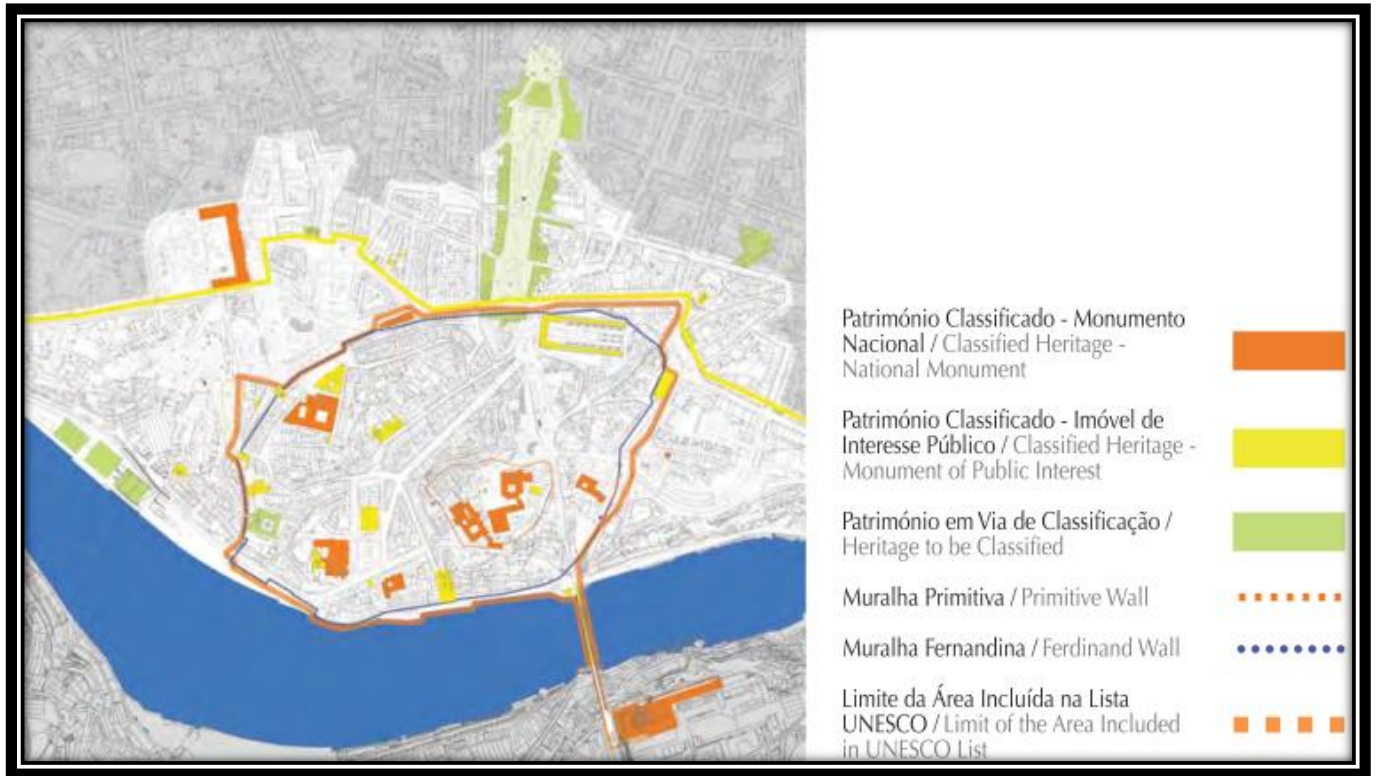 Património Classificado - Monumento
Nacional / Classified Heritage -
National Monument
Património Classificado - Imóvel de
Interesse Público / Classified Heritage -
Monument of Public Interest
Património em Via de Classificação /
Heritage to be Classified
Muralha Primitiva / Primitive Wall
Muralha Fernandina / Ferdinand Wall
Limite da Área Incluída na Lista
UNESCO / Limit of the Area Included
in UNESCO List